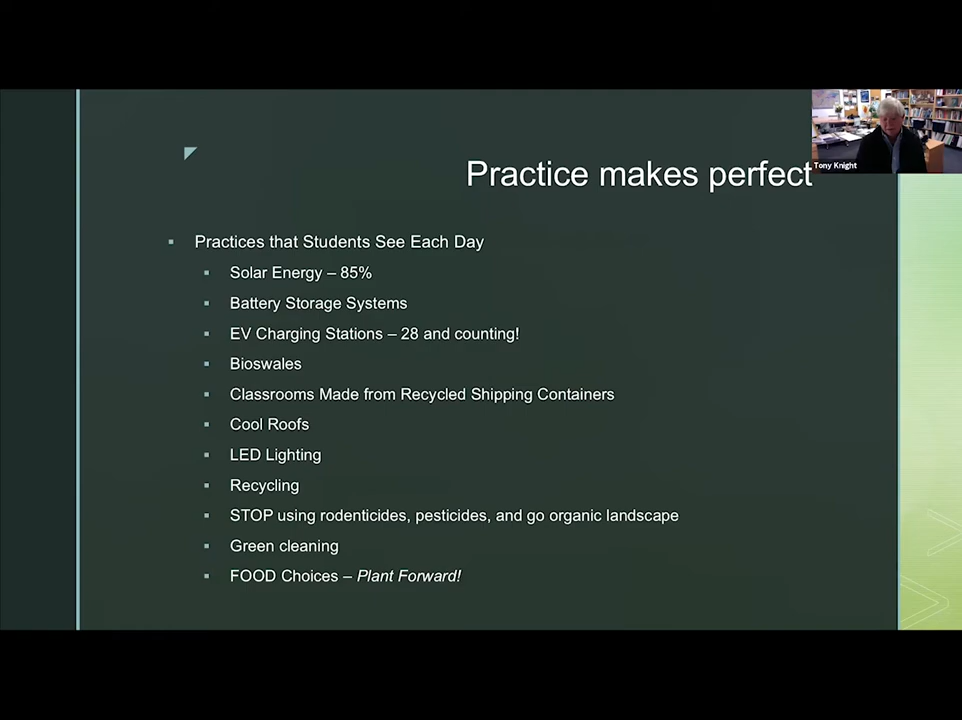 Tony Knight
Practice makes perfect
Practices that Students See Each Day
Solar Energy – 85%
Battery Storage Systems
EV Charging Stations – 28 and counting!
Bioswales
Classrooms Made from Recycled Shipping Containers
Cool Roofs
LED Lighting
Recycling
STOP using rodenticides, pesticides, and go organic landscape
Green cleaning
FOOD Choices – Plant Forward!